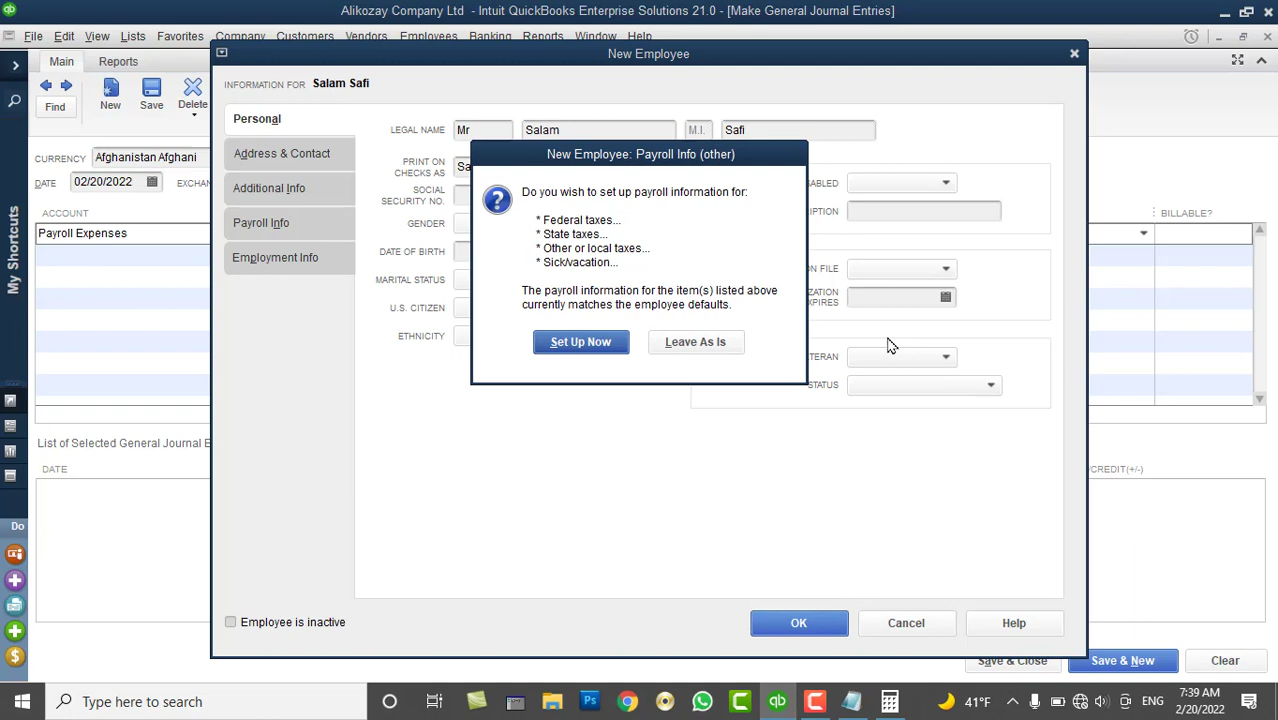 Alikozay Company Ltd - Intuit QuickBooks Enterprise Solutions 21.0 - [Make General Journal Entries]
File Edit View Lists Favorites Company Customers Vendors Employees Banking Reports Help
New Employee
Main Reports
INFORMATION FOR Salam Safi
Find New Save Delete
Personal
LEGAL NAME Mr Salam M.I. Safi
CURRENCY Afghanistan Afghani
Address & Contact
New Employee: Payroll Info (other)
PRINT ON
CHECKS AS
DATE 02/20/2022
Additional Info
SOCIAL
SECURITY NO.
Do you wish to set up payroll information for:
ACCOUNT
BILLABLE?
Payroll Info
GENDER
* Federal taxes...
Payroll Expenses
* State taxes...
* Other or local taxes...
DATE OF BIRTH
Employment Info
* Sick/vacation...
MARITAL STATUS
ON FILE
The payroll information for the item(s) listed above
currently matches the employee defaults.
U.S. CITIZEN
ETHNICITY
Set Up Now Leave As Is
STATUS
My Shortcuts
List of Selected General Journal E
DATE
CREDIT(+/-)
Do
Employee is inactive
OK Cancel Help
Save & Close Save & New Clear
Type here to search
41°F
ENG
7:39 AM
2/20/2022